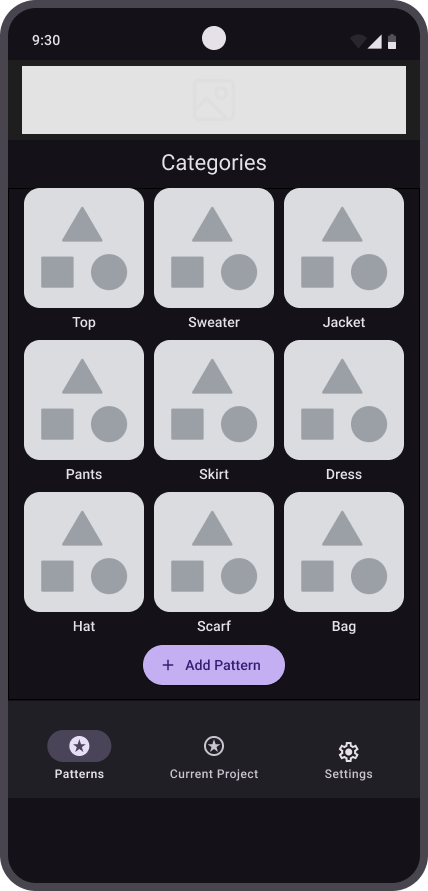 9:30
Categories
Top Sweater Jacket
Pants Skirt Dress
Hat Scarf Bag
+ Add Pattern
Patterns Current Project Settings